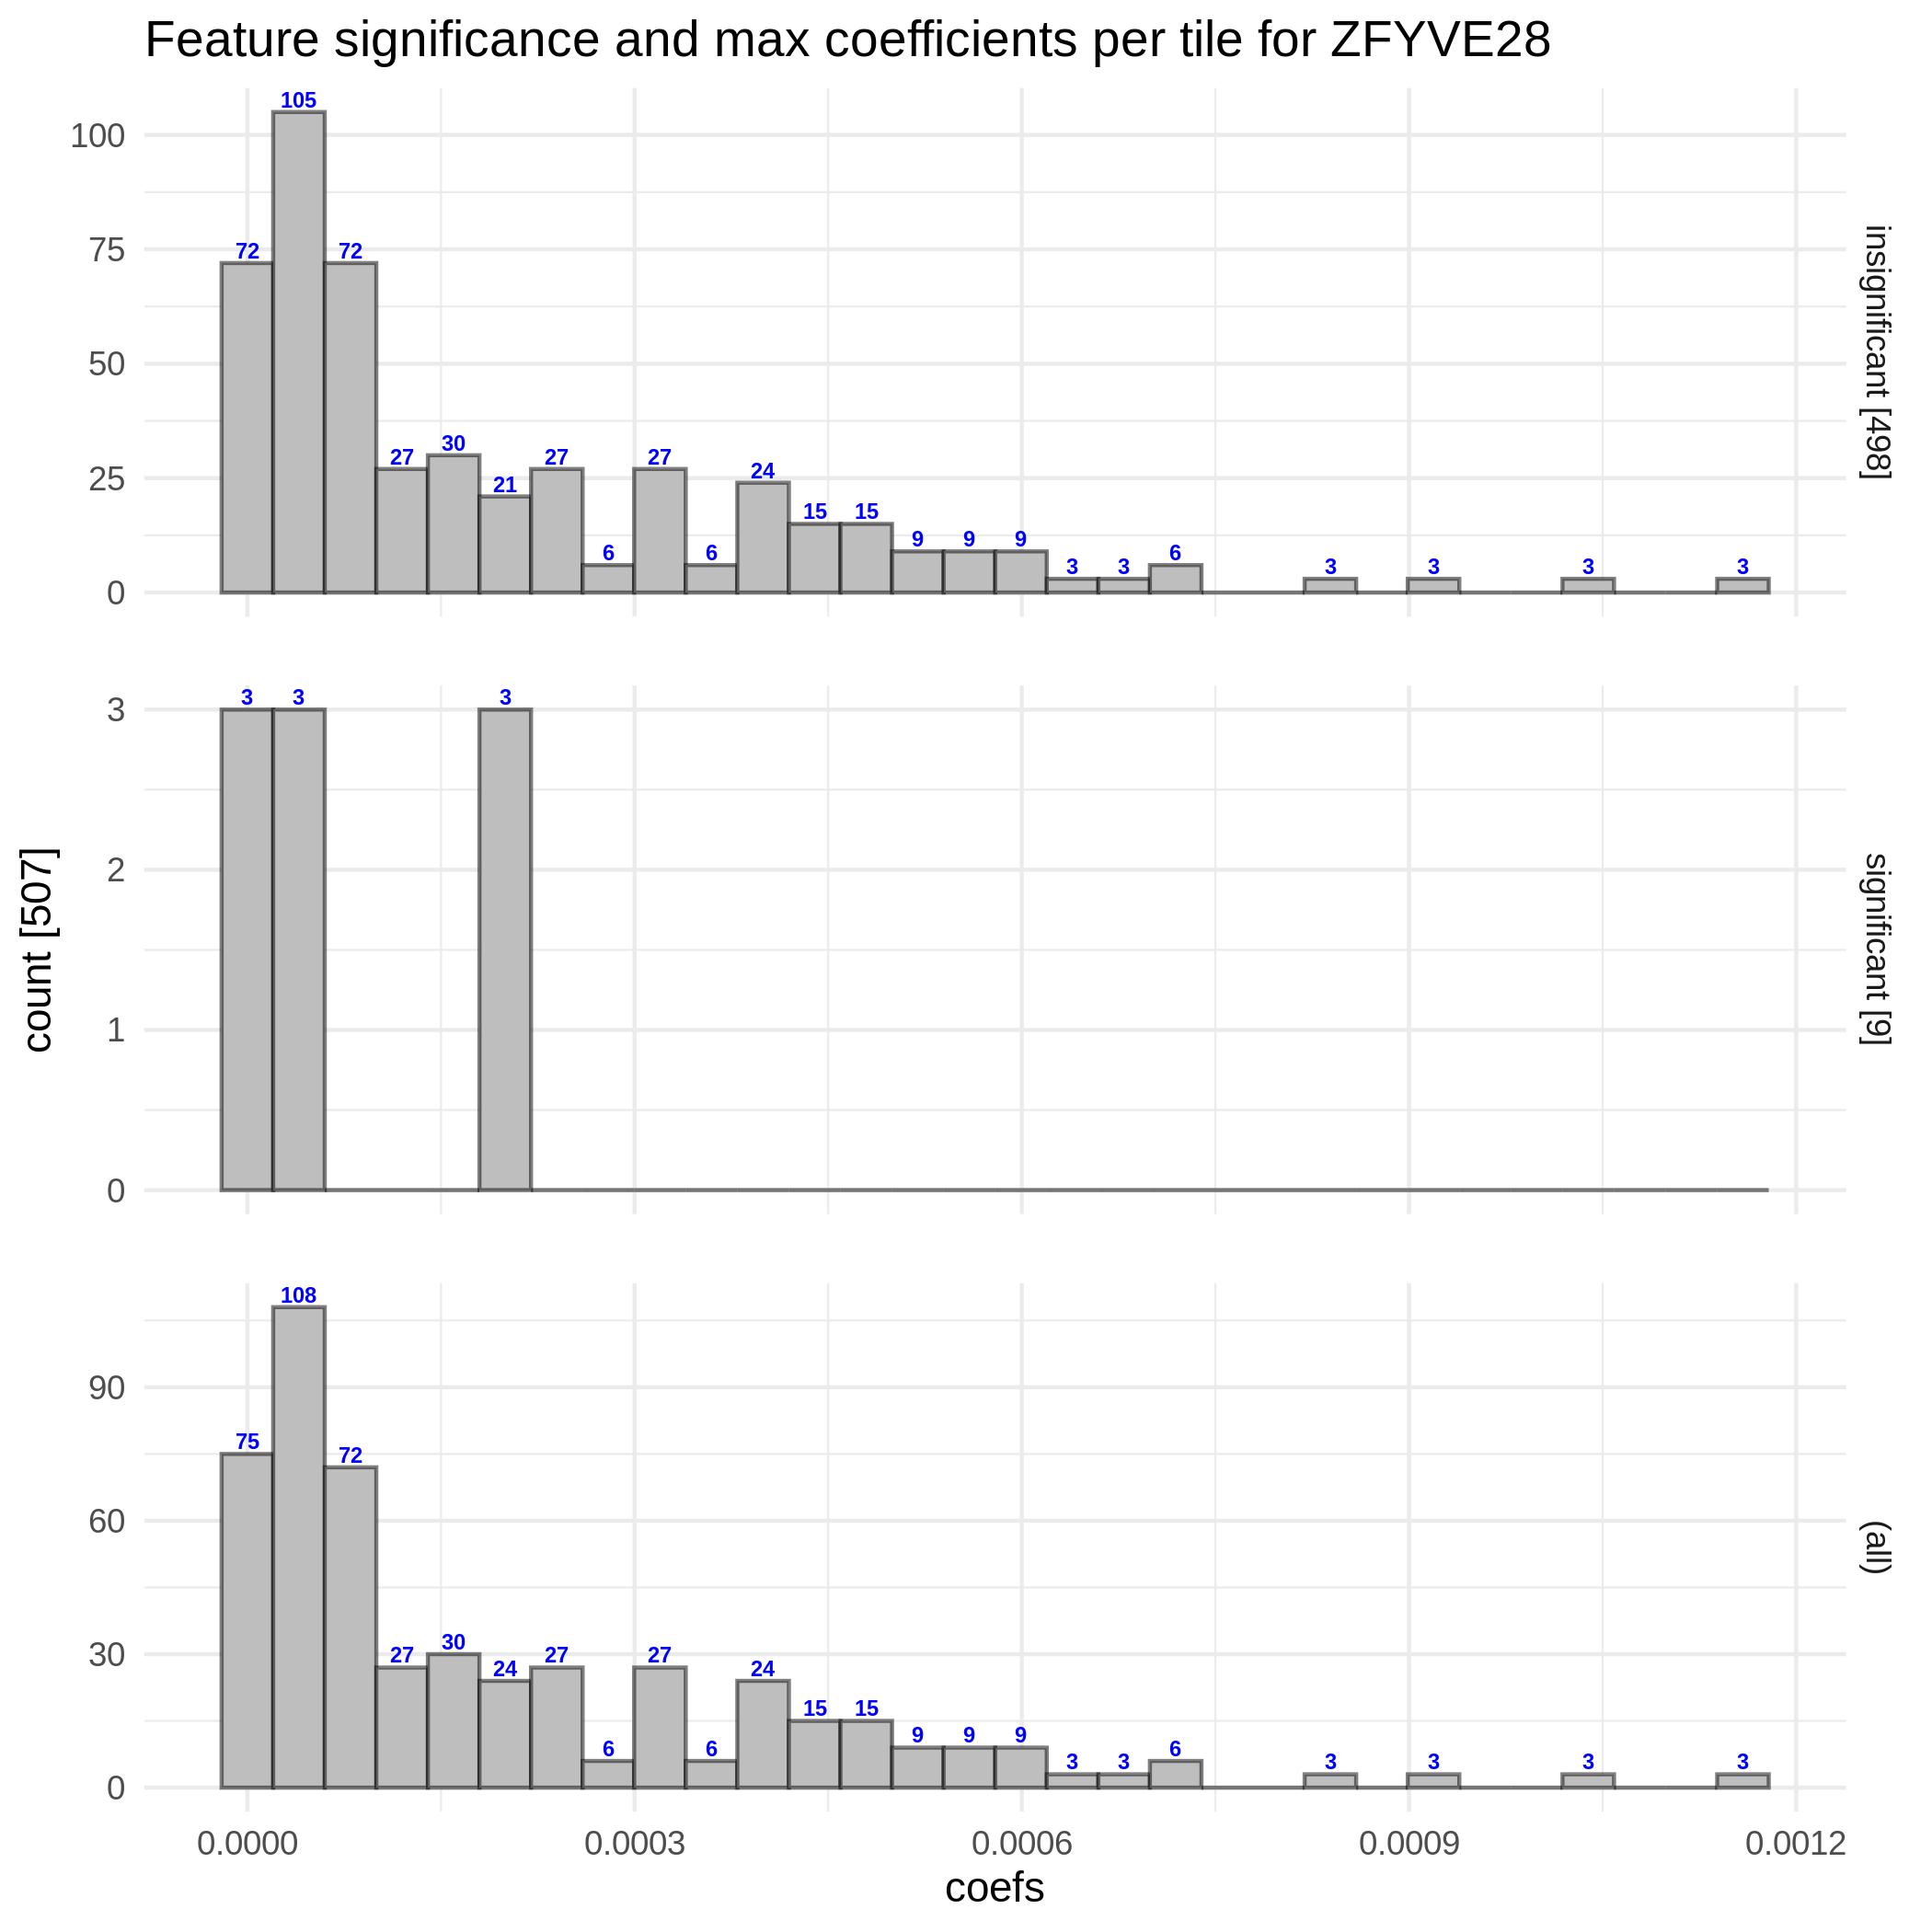 Feature significance and max coefficients per tile for ZFYVE28
105
100
72 72
75
50
27 30 21 27 6 27 6 24 15 15 9 9 9 3 3 6 3 3 3 3
25
0
insignificant [498]
3 3 3
3
2
1
0
significant [9]
count [507]
108
90
75 72
60
27 30 24 27 6 27 6 24 15 15 9 9 9 3 3 6 3 3 3 3
30
0
(all)
0.0000 0.0003 0.0006 0.0009 0.0012
coefs